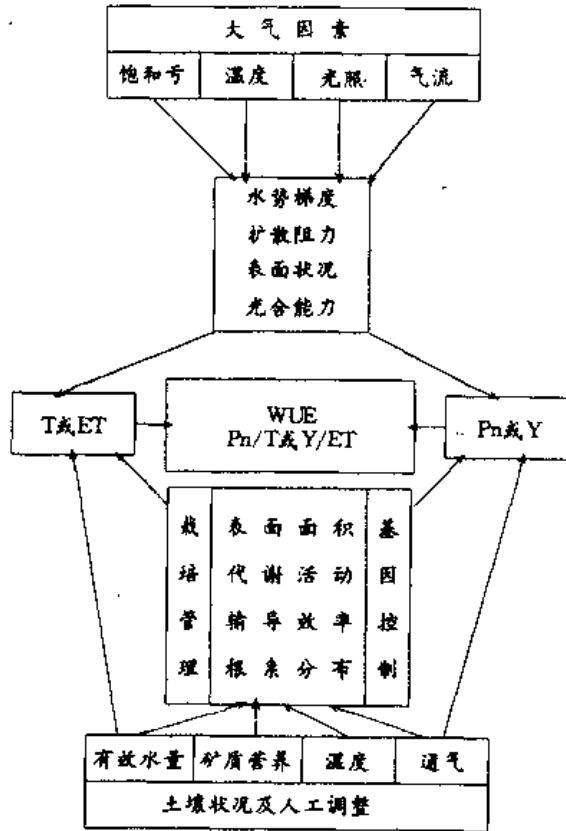 大气因素
饱和亏 温度 光照 气流
水势梯度
扩散阻力
表面状况
光合能力
T或ET
WUE
Pn/T或Y/ET
Pn或Y
栽培管理
表面面积
代谢活动
输导效率
根系分布
基因控制
有效水量 矿质营养 温度 通气
土壤状况及人工调整